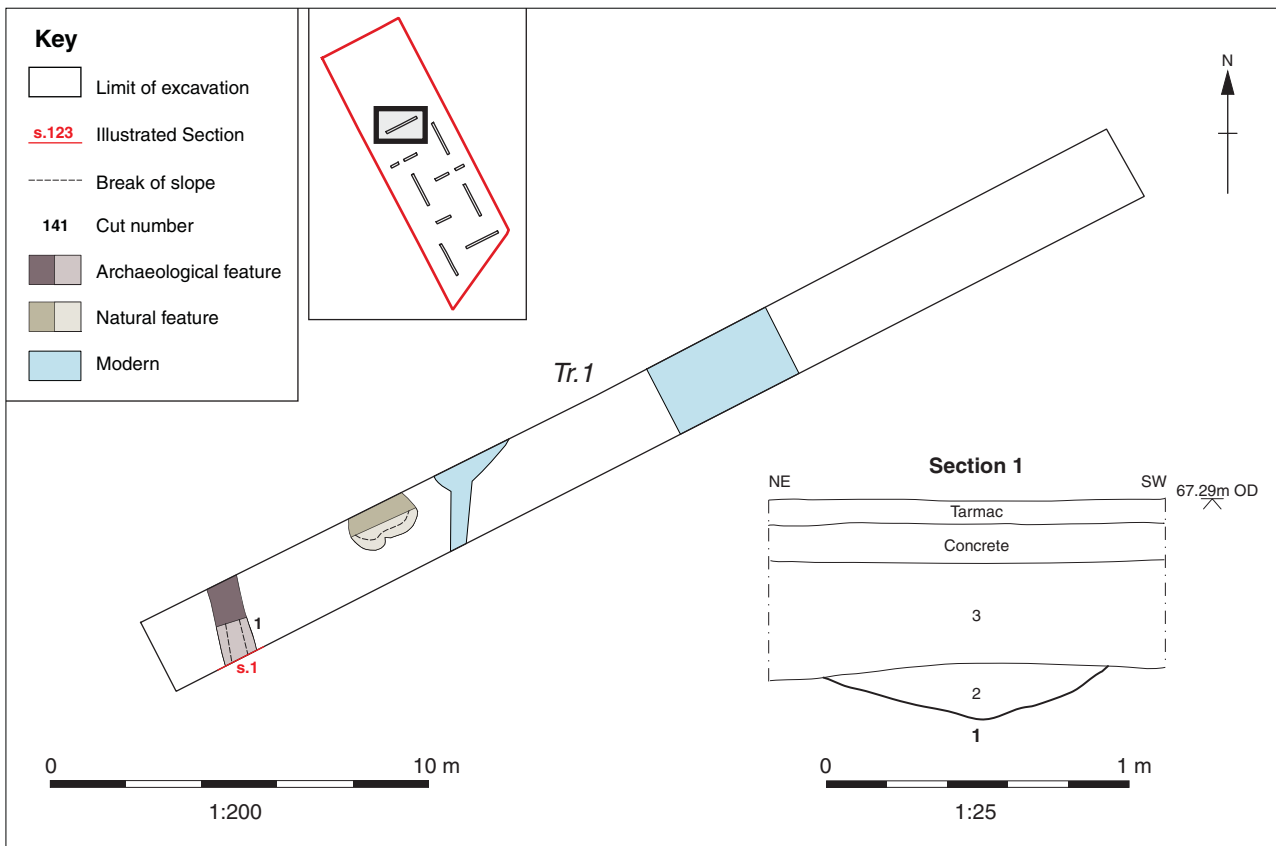 Key
Limit of excavation
s.123 Illustrated Section
Break of slope
141 Cut number
Archaeological feature
Natural feature
Modern
N
Tr.1
1
s.1
Section 1
NE SW 67.29m OD
Tarmac
Concrete
3
2
1
0 10 m
1:200
0 1 m
1:25